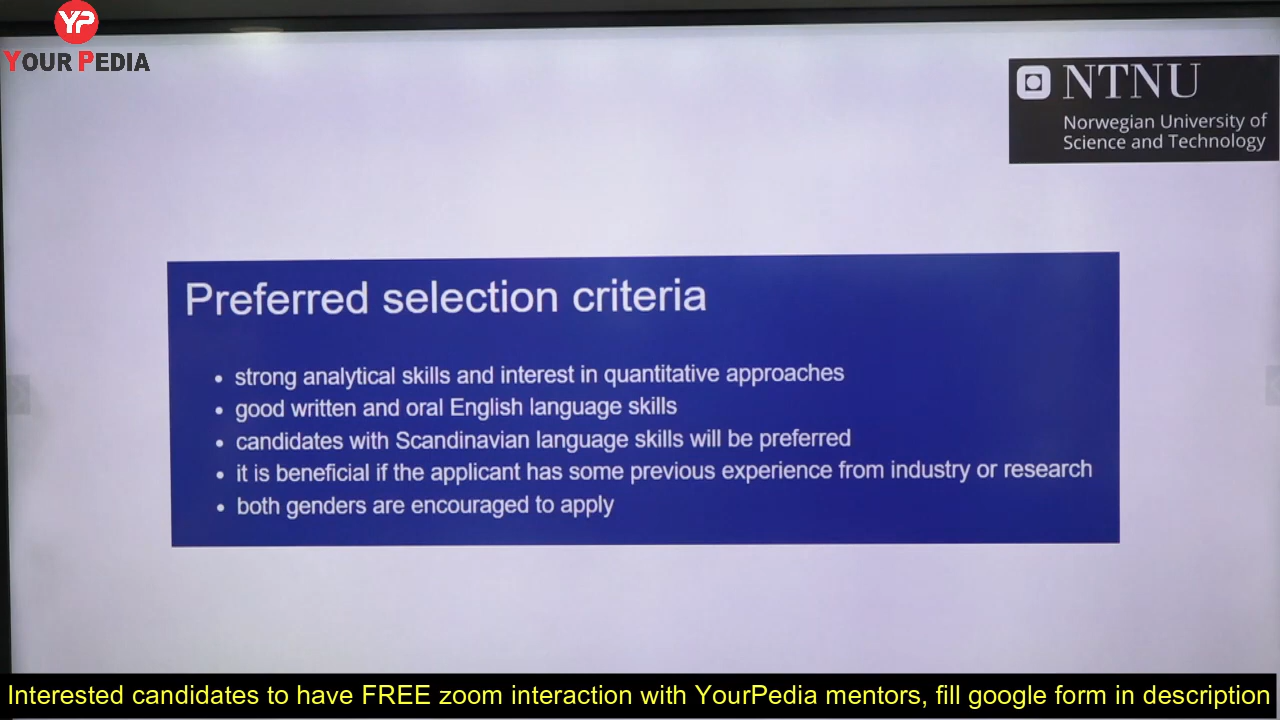 YP
YOUR PEDIA
NTNU
Norwegian University of
Science and Technology
Preferred selection criteria
• strong analytical skills and interest in quantitative approaches
• good written and oral English language skills
• candidates with Scandinavian language skills will be preferred
• it is beneficial if the applicant has some previous experience from industry or research
• both genders are encouraged to apply
Interested candidates to have FREE zoom interaction with YourPedia mentors, fill google form in description